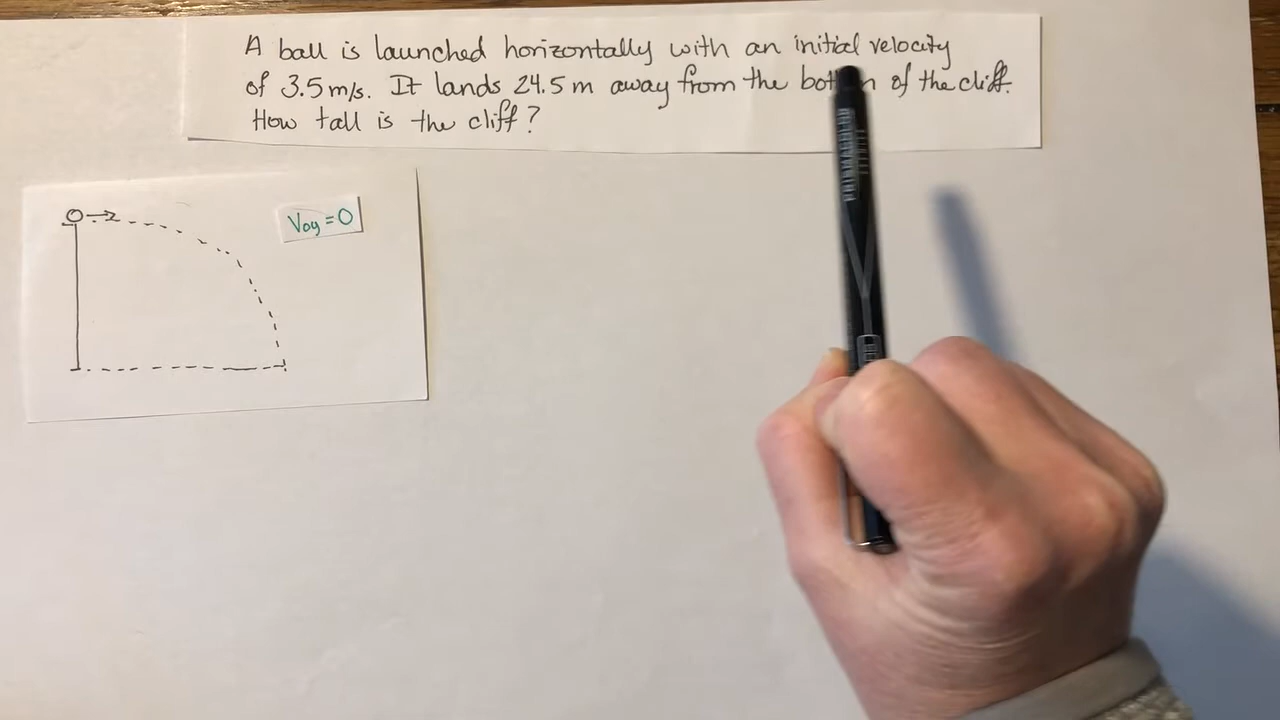 A ball is launched horizontally with an initial velocity
of 3.5 m/s. It lands 24.5 m away from the of the cliff.
How tall is the cliff?
Voy = 0
PRISMACOLOR